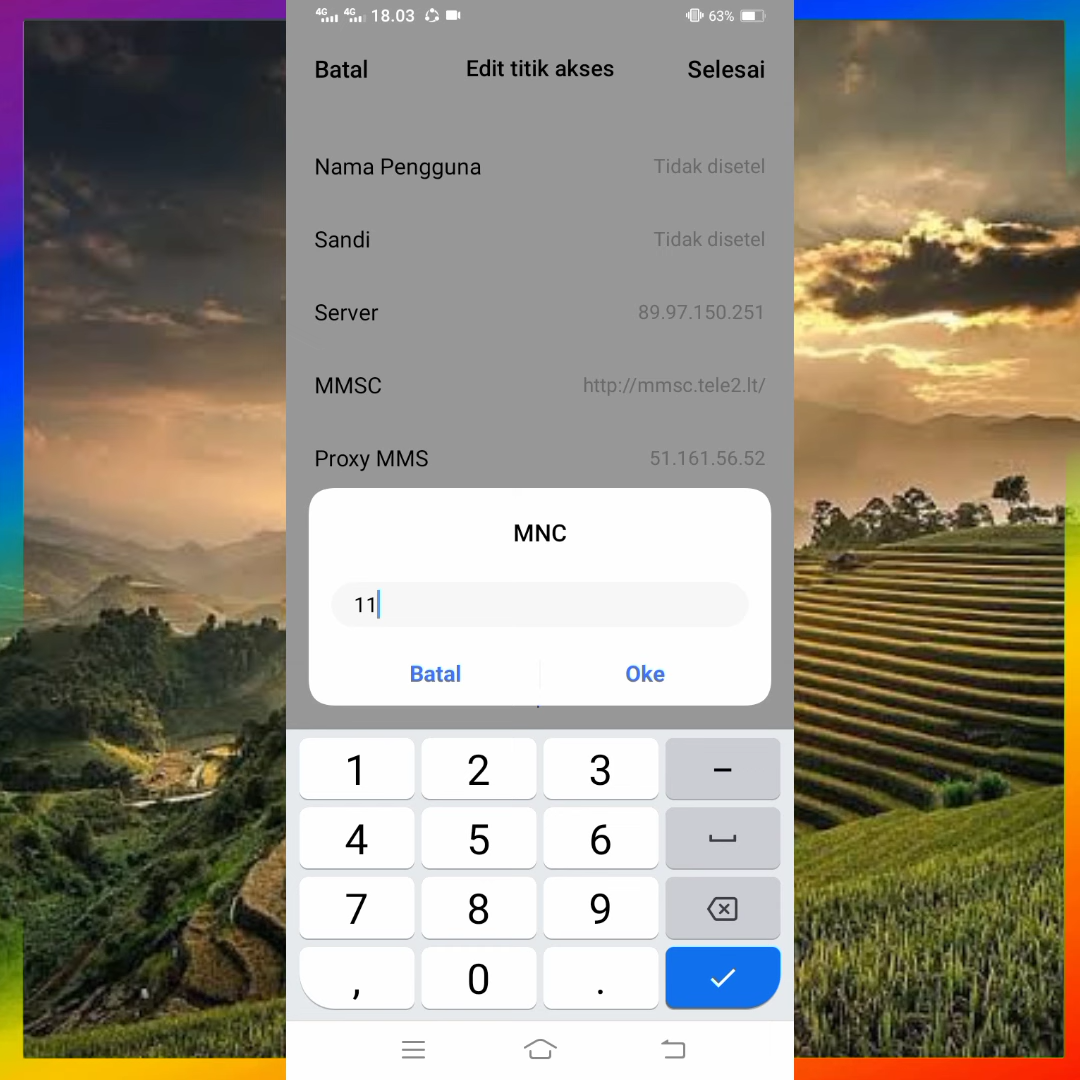 4G 4G 18.03 63%
Batal Edit titik akses Selesai
Nama Pengguna Tidak disetel
Sandi Tidak disetel
Server 89.97.150.251
MMSC http://mmsc.tele2.lt/
Proxy MMS 51.161.56.52
MNC
11
Batal Oke
1 2 3 –
4 5 6
7 8 9
, 0 .